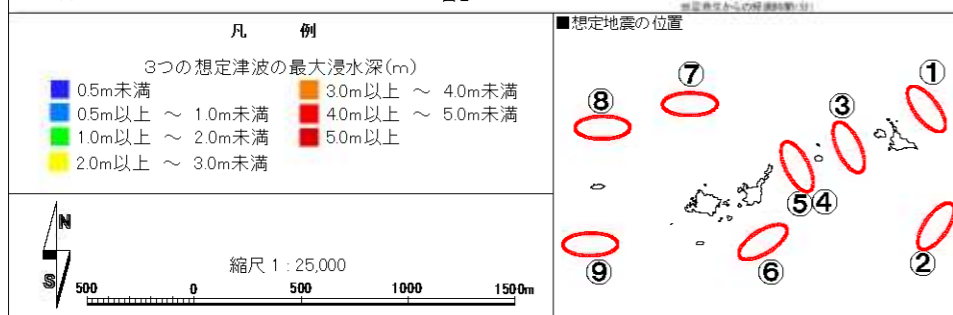 凡 例
3つの想定津波の最大浸水深(m)
0.5m未満
0.5m以上 ~ 1.0m未満
1.0m以上 ~ 2.0m未満
2.0m以上 ~ 3.0m未満
3.0m以上 ~ 4.0m未満
4.0m以上 ~ 5.0m未満
5.0m以上
N
S
縮尺 1:25,000
500 0 500 1000 1500m
■想定地震の位置
①
⑦
⑧
③
⑤④
②
⑨
⑥